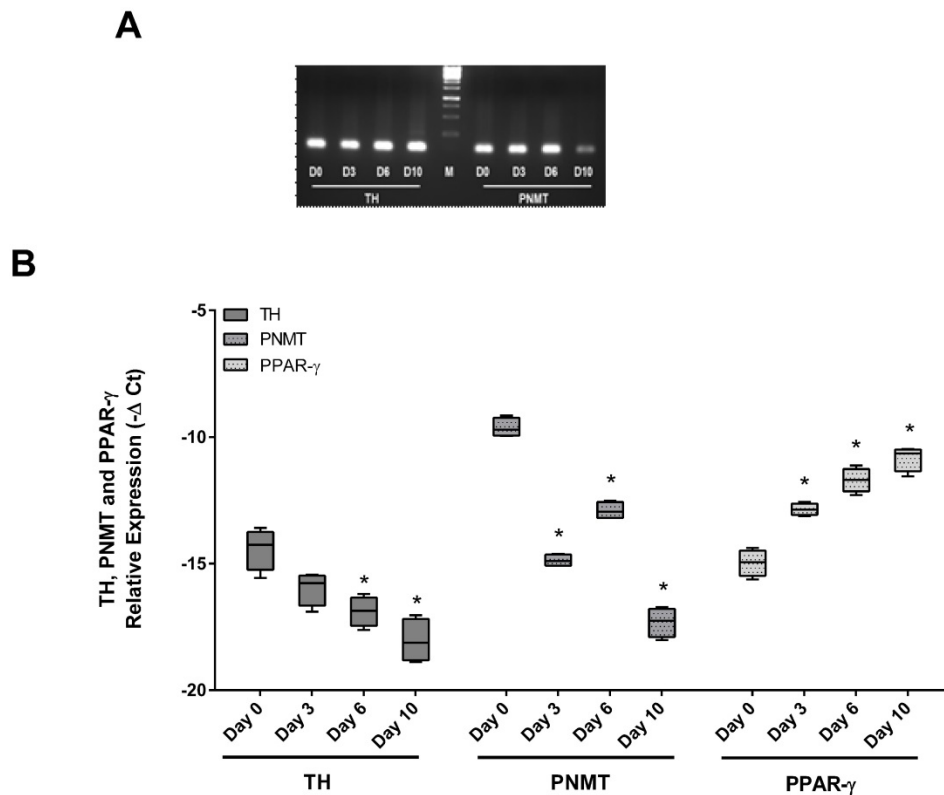 A
D0 D3 D6 D10 M D0 D3 D6 D10
TH PNMT
B
TH, PNMT and PPAR-γ
Relative Expression (-Δ Ct)
-5
-10
-15
-20
TH
PNMT
PPAR-γ
* * * * * * * *
Day 0 Day 3 Day 6 Day 10 Day 0 Day 3 Day 6 Day 10 Day 0 Day 3 Day 6 Day 10
TH PNMT PPAR-γ